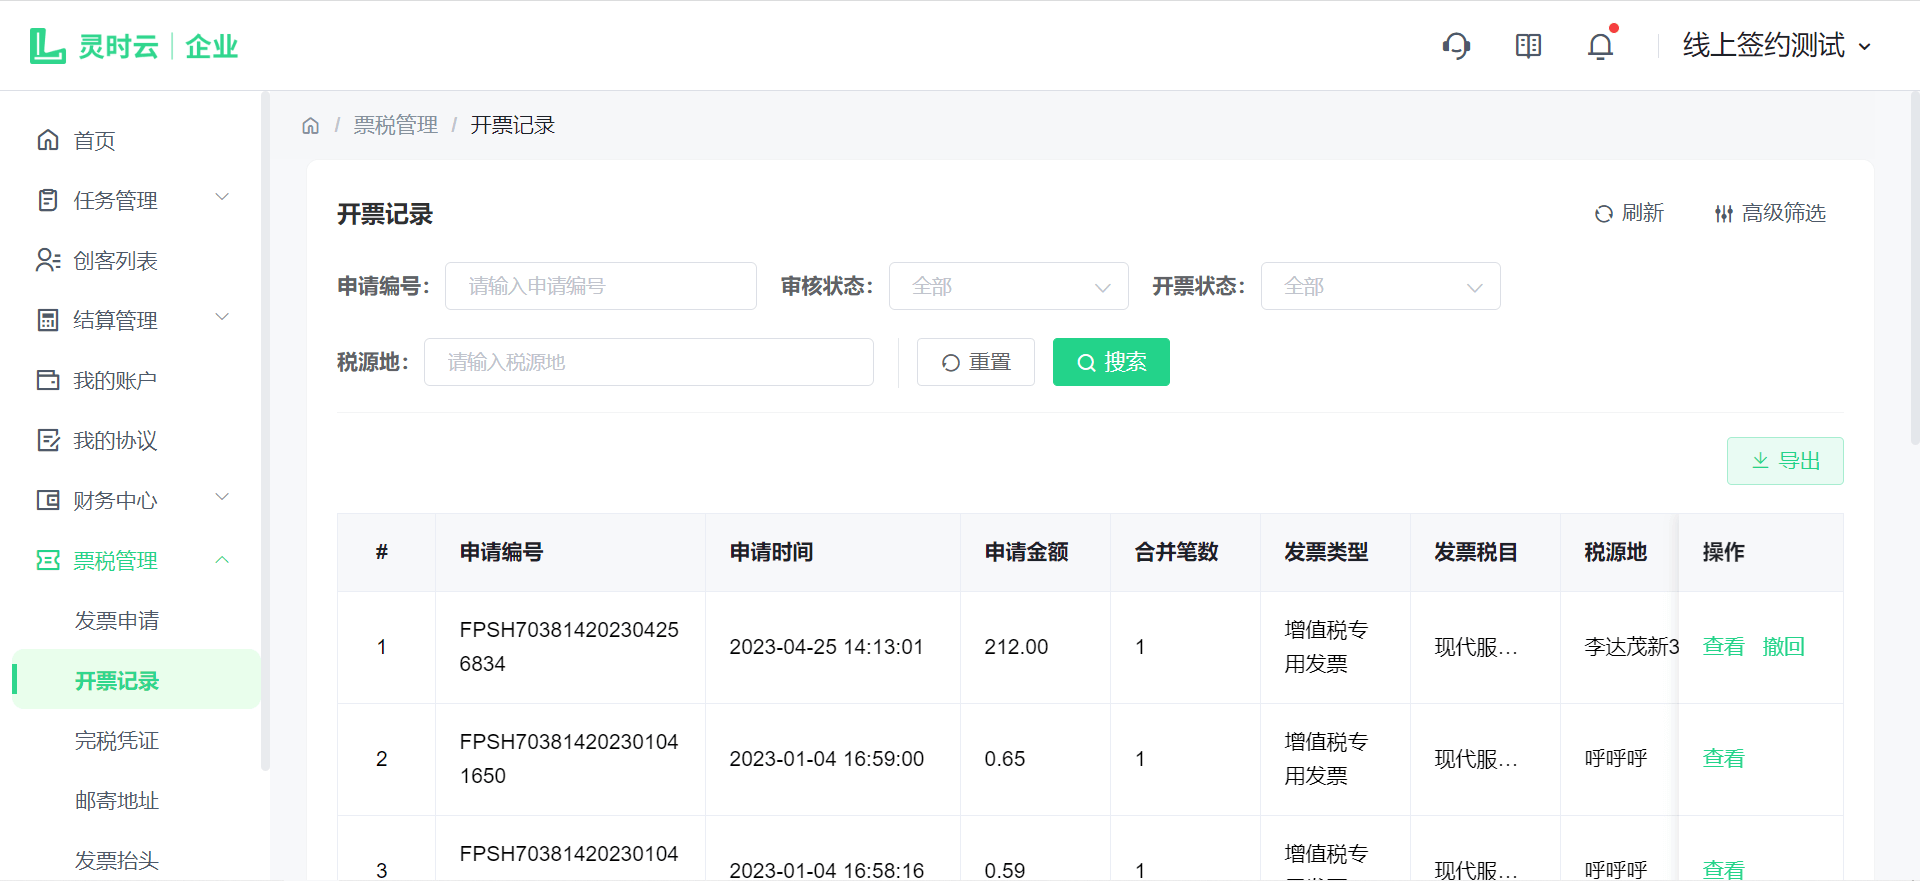 灵时云 企业
线上签约测试
首页
任务管理
创客列表
结算管理
我的账户
我的协议
财务中心
票税管理
发票申请
开票记录
完税凭证
邮寄地址
发票抬头
/ 票税管理 / 开票记录
开票记录
刷新 高级筛选
申请编号： 请输入申请编号 审核状态： 全部 开票状态： 全部
税源地： 请输入税源地 重置 搜索
导出
# 申请编号 申请时间 申请金额 合并笔数 发票类型 发票税目 税源地 操作
1 FPSH70381420230425
6834 2023-04-25 14:13:01 212.00 1 增值税专
用发票 现代服… 李达茂新3 查看 撤回
2 FPSH70381420230104
1650 2023-01-04 16:59:00 0.65 1 增值税专
用发票 现代服… 呼呼呼 查看
3 FPSH70381420230104
2023-01-04 16:58:16 0.59 1 增值税专
现代服… 呼呼呼 查看